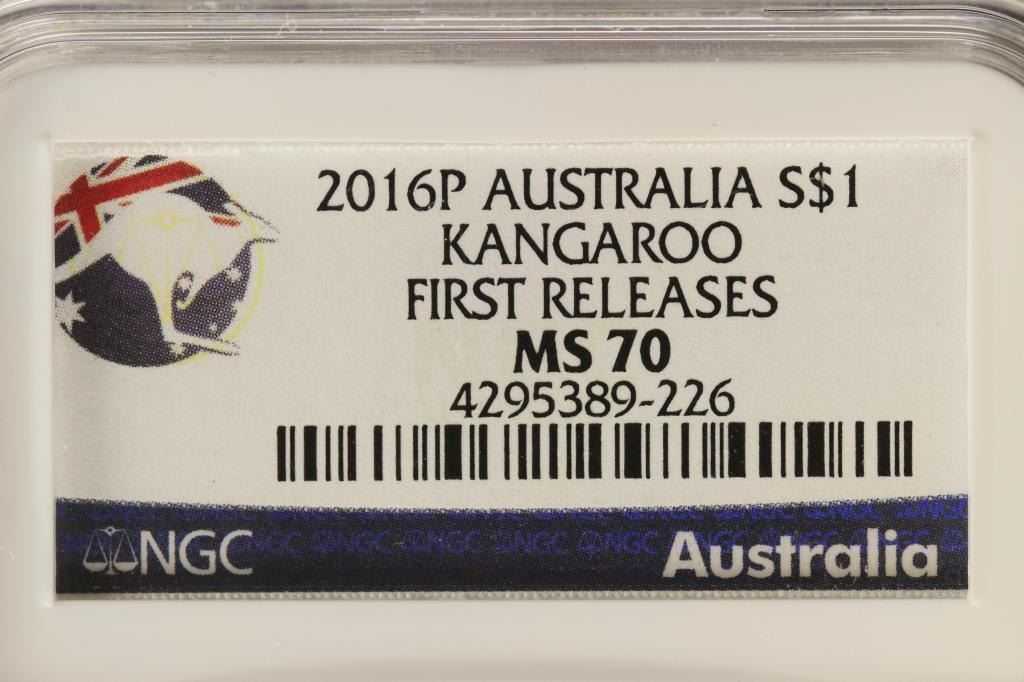 2016P AUSTRALIA S$1
KANGAROO
FIRST RELEASES
MS 70
4295389-226
NGC
Australia